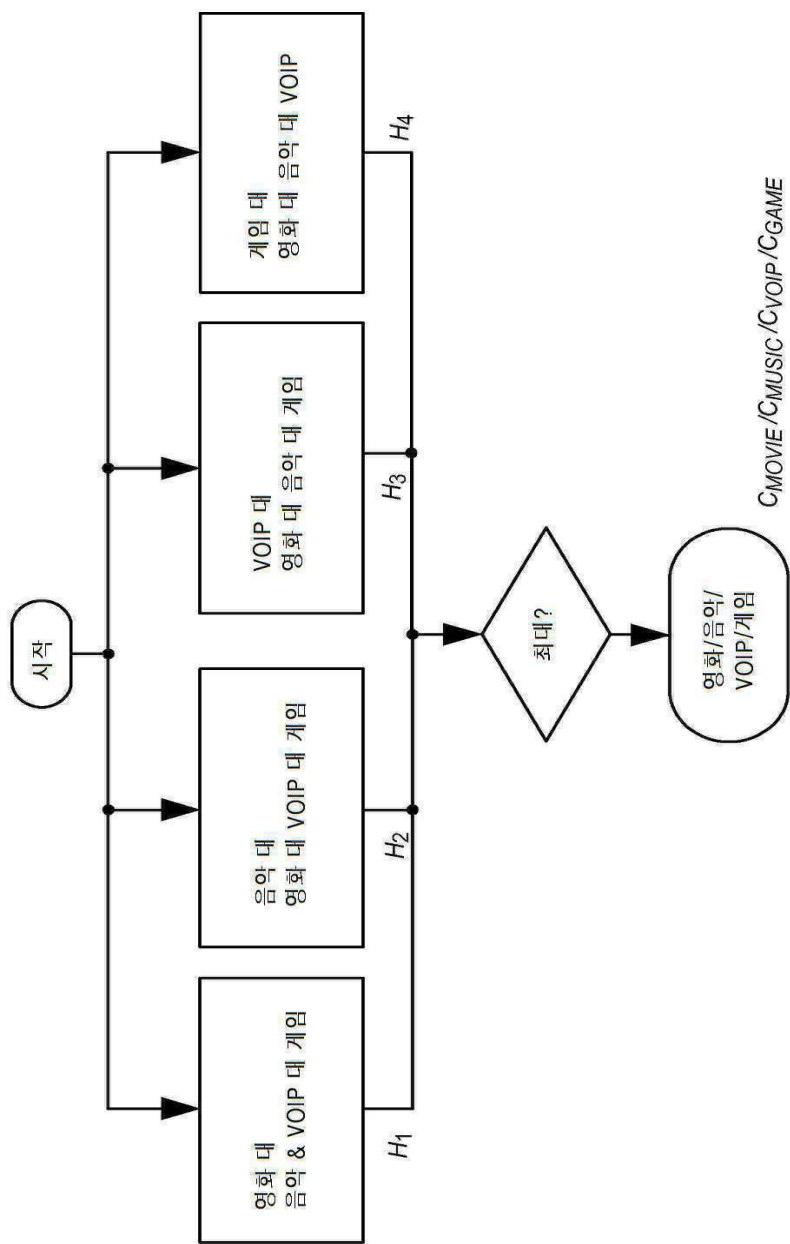 시작
영화 대
음악 & VOIP 대 게임
음악 대
영화 대 VOIP 대 게임
VOIP 대
영화 대 음악 대 게임
게임 대
영화 대 음악 대 VOIP
H1
H2
H3
H4
최대?
영화/음악/
VOIP/게임
CMOVIE/CMUSIC/CVOIP/CGAME